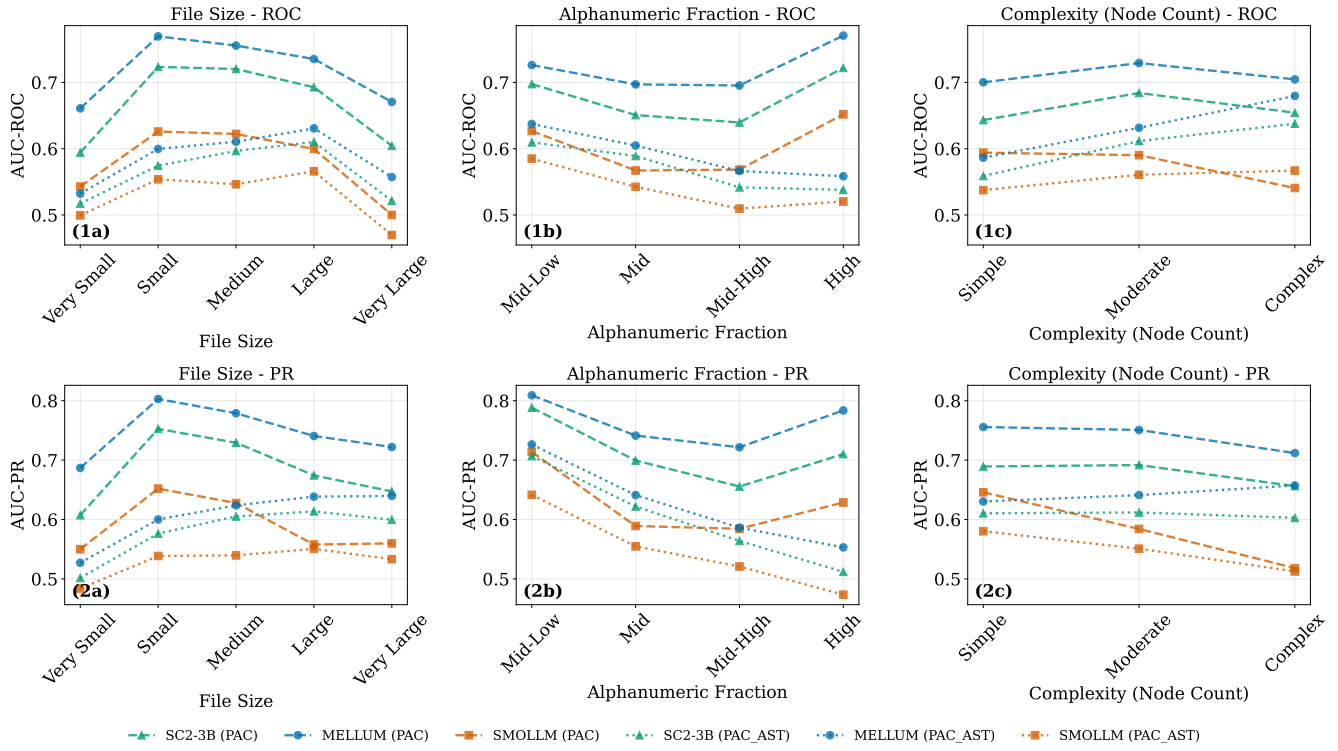 File Size - ROC
AUC-ROC
0.7
0.6
0.5
(1a)
Very Small
Small
Medium
Large
Very Large
File Size
Alphanumeric Fraction - ROC
AUC-ROC
0.7
0.6
0.5
(1b)
Mid-Low
Mid
Mid-High
High
Alphanumeric Fraction
Complexity (Node Count) - ROC
AUC-ROC
0.7
0.6
0.5
(1c)
Simple
Moderate
Complex
Complexity (Node Count)
File Size - PR
AUC-PR
0.8
0.7
0.6
0.5
(2a)
Very Small
Small
Medium
Large
Very Large
File Size
Alphanumeric Fraction - PR
AUC-PR
0.8
0.7
0.6
0.5
(2b)
Mid-Low
Mid
Mid-High
High
Alphanumeric Fraction
Complexity (Node Count) - PR
AUC-PR
0.8
0.7
0.6
0.5
(2c)
Simple
Moderate
Complex
Complexity (Node Count)
SC2-3B (PAC) MELLUM (PAC) SMOLLM (PAC) SC2-3B (PAC_AST) MELLUM (PAC_AST) SMOLLM (PAC_AST)